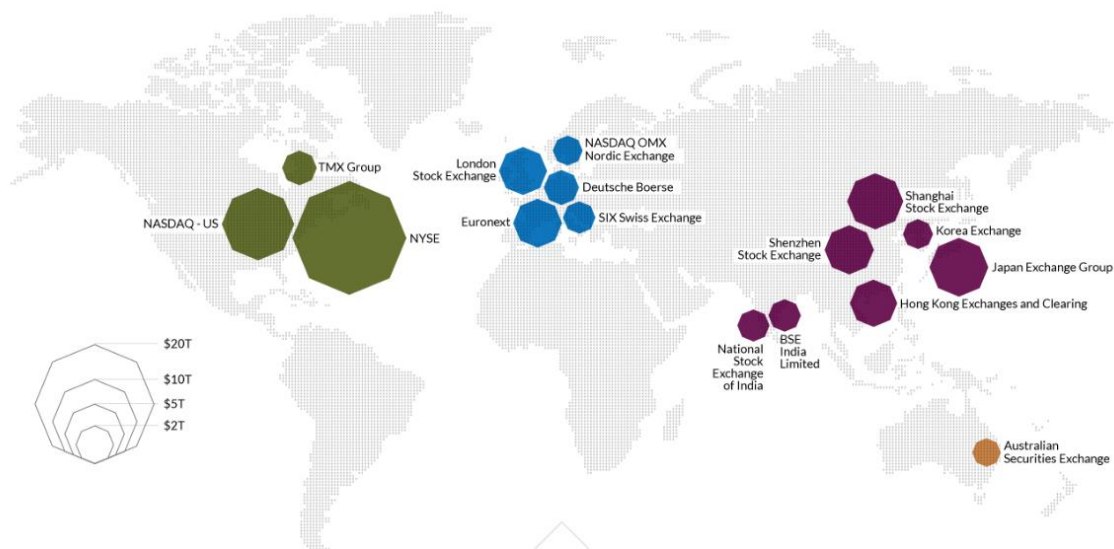 TMX Group
NASDAQ - US
NYSE
London
Stock Exchange
NASDAQ OMX
Nordic Exchange
Deutsche Boerse
Euronext
SIX Swiss Exchange
Shanghai
Stock Exchange
Korea Exchange
Shenzhen
Stock Exchange
Japan Exchange Group
Hong Kong Exchanges and Clearing
National
Stock
Exchange
of India
BSE
India
Limited
$20T
$10T
$5T
$2T
Australian
Securities Exchange